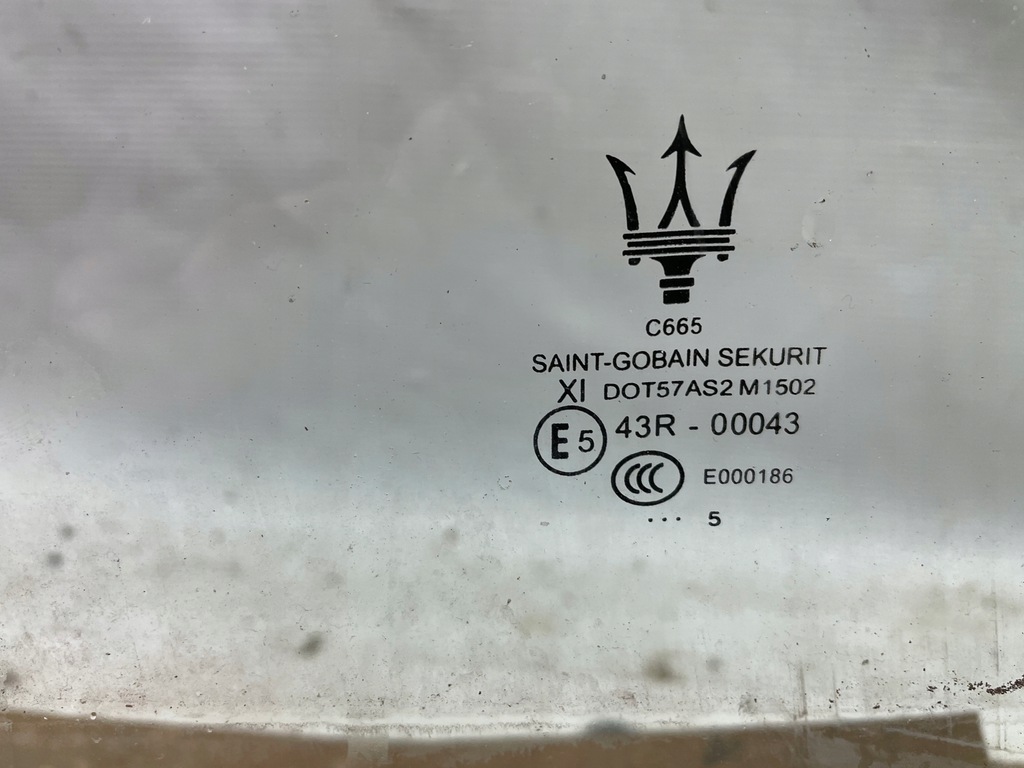 C665
SAINT-GOBAIN SEKURIT
XI DOT57AS2 M1502
E5 43R - 00043
CCC E000186
... 5